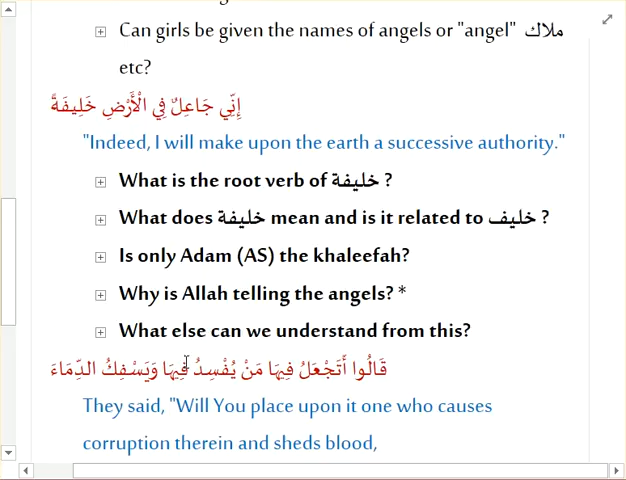 Can girls be given the names of angels or "angel" ملاك
etc?
إِنِّي جَاعِلٌ فِي الْأَرْضِ خَلِيفَةً
"Indeed, I will make upon the earth a successive authority."
What is the root verb of خليفة ?
What does خليفة mean and is it related to خليف ?
Is only Adam (AS) the khaleefah?
Why is Allah telling the angels? *
What else can we understand from this?
قَالُوا أَتَجْعَلُ فِيهَا مَنْ يُفْسِدُ فِيهَا وَيَسْفِكُ الدِّمَاءَ
They said, "Will You place upon it one who causes
corruption therein and sheds blood,